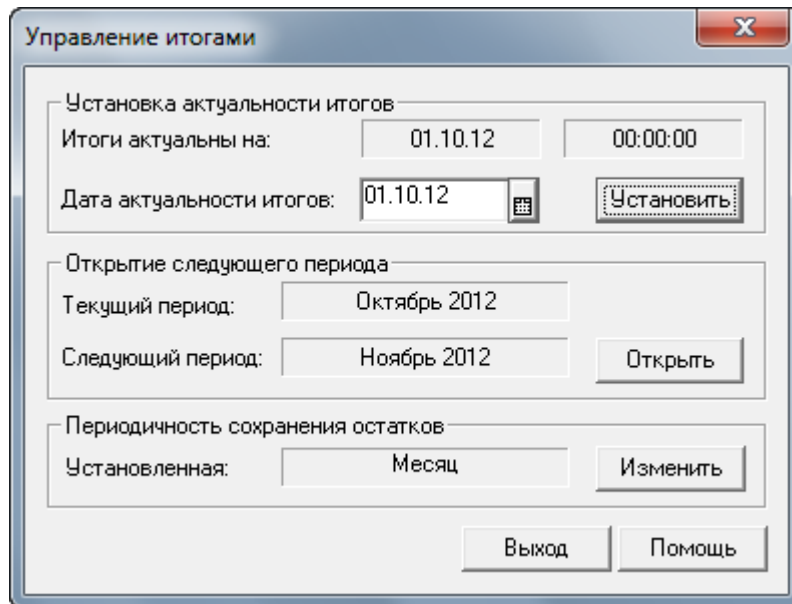 Управление итогами
Установка актуальности итогов
Итоги актуальны на: 01.10.12 00:00:00
Дата актуальности итогов: 01.10.12 Установить
Открытие следующего периода
Текущий период: Октябрь 2012
Следующий период: Ноябрь 2012 Открыть
Периодичность сохранения остатков
Установленная: Месяц Изменить
Выход Помощь